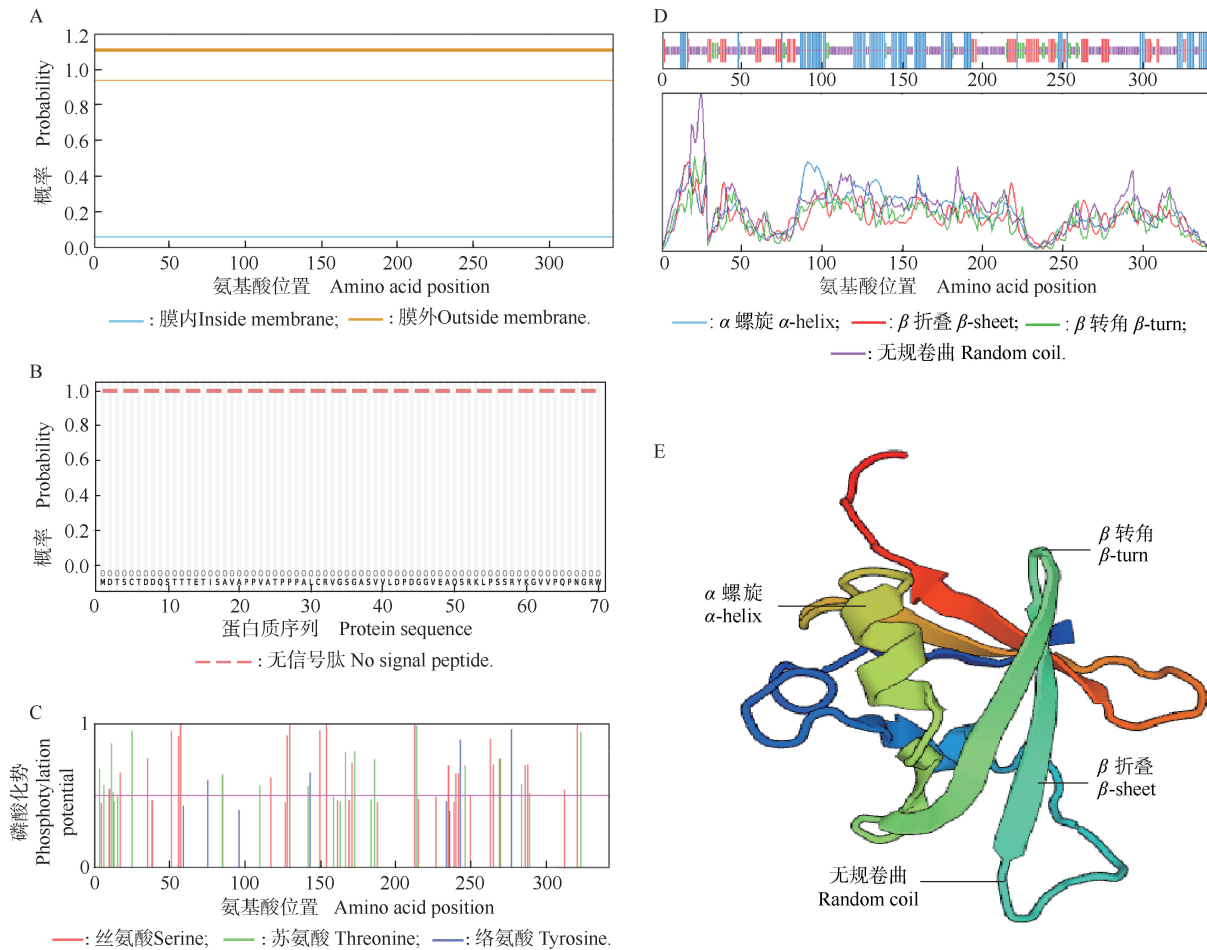 A
1.2
1.0
0.8
0.6
0.4
0.2
0.0
概率 Probability
0 50 100 150 200 250 300
氨基酸位置 Amino acid position
: 膜内Inside membrane; : 膜外Outside membrane.
B
1.0
0.8
0.6
0.4
0.2
0.0
概率 Probability
OOOOOOOOOOOOOOOOOOOOOOOOOOOOOOOOOOOOOOOOOOOOOOOOOOOOOOOOOOOOOOOOOOOOOO
MDTSCTDDQSTTTETISAVAPPVATPPPALCRVGSGASVVLDPDGGVEAQSRKLPSSRYKGVVPQPNGRW
0 10 20 30 40 50 60 70
蛋白质序列 Protein sequence
: 无信号肽 No signal peptide.
C
1
0
磷酸化势
Phosphotylation
potential
0 50 100 150 200 250 300
氨基酸位置 Amino acid position
: 丝氨酸Serine; : 苏氨酸 Threonine; : 络氨酸 Tyrosine.
D
0 50 100 150 200 250 300
0 50 100 150 200 250 300
氨基酸位置 Amino acid position
: α 螺旋 α-helix; : β 折叠 β-sheet; : β 转角 β-turn;
: 无规卷曲 Random coil.
E
β 转角
β-turn
α 螺旋
α-helix
β 折叠
β-sheet
无规卷曲
Random coil